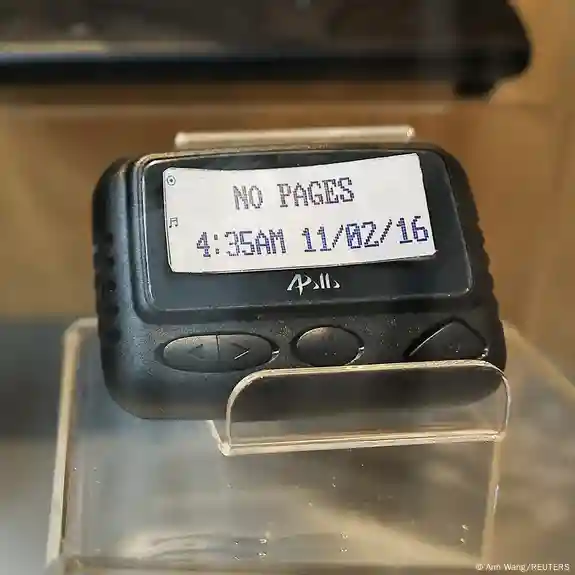 NO PAGES
4:35AM 11/02/16
Apollo
< >
© Ann Wang/REUTERS